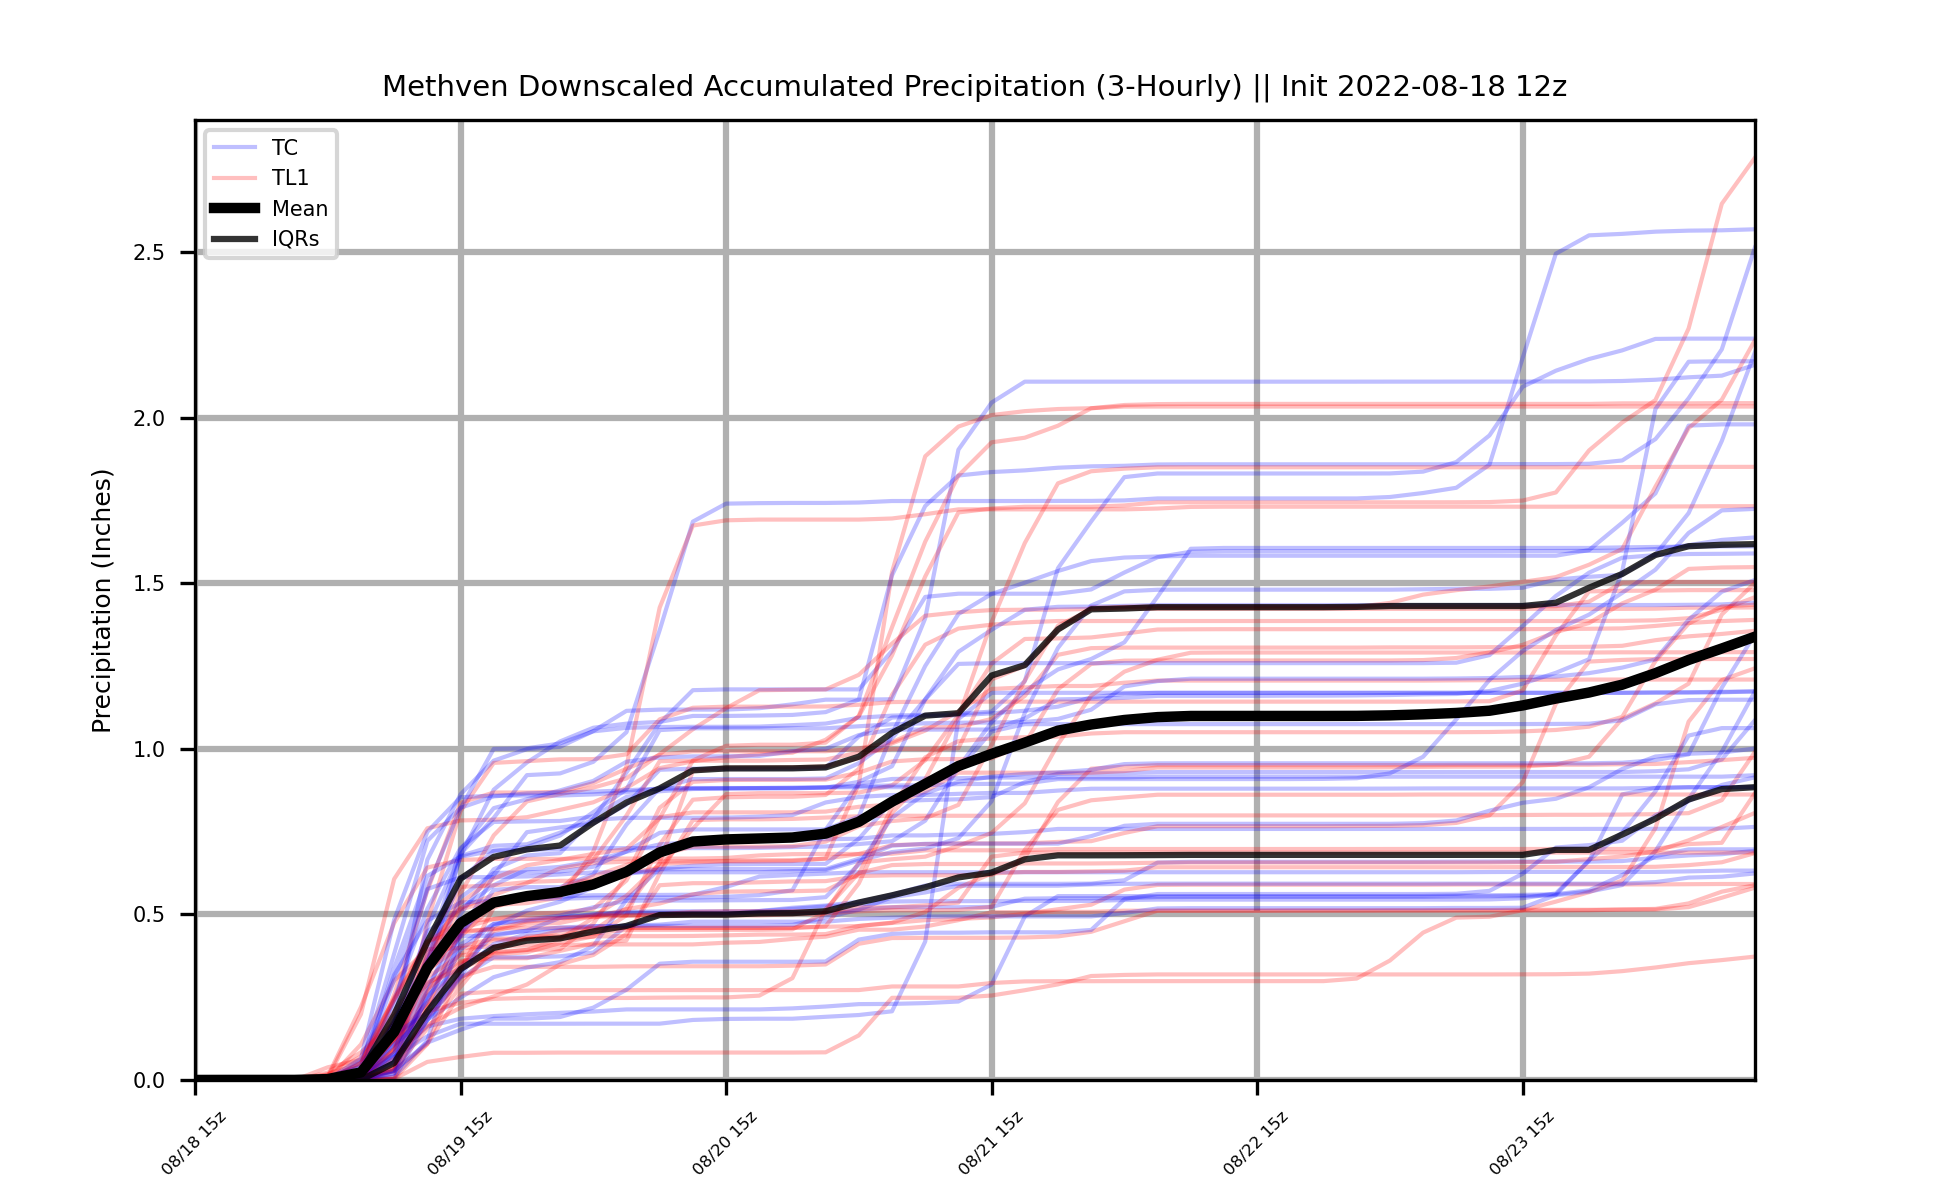 Methven Downscaled Accumulated Precipitation (3-Hourly) || Init 2022-08-18 12z
TC
TL1
Mean
IQRs
Precipitation (Inches)
2.5
2.0
1.5
1.0
0.5
0.0
08/18 15z
08/19 15z
08/20 15z
08/21 15z
08/22 15z
08/23 15z